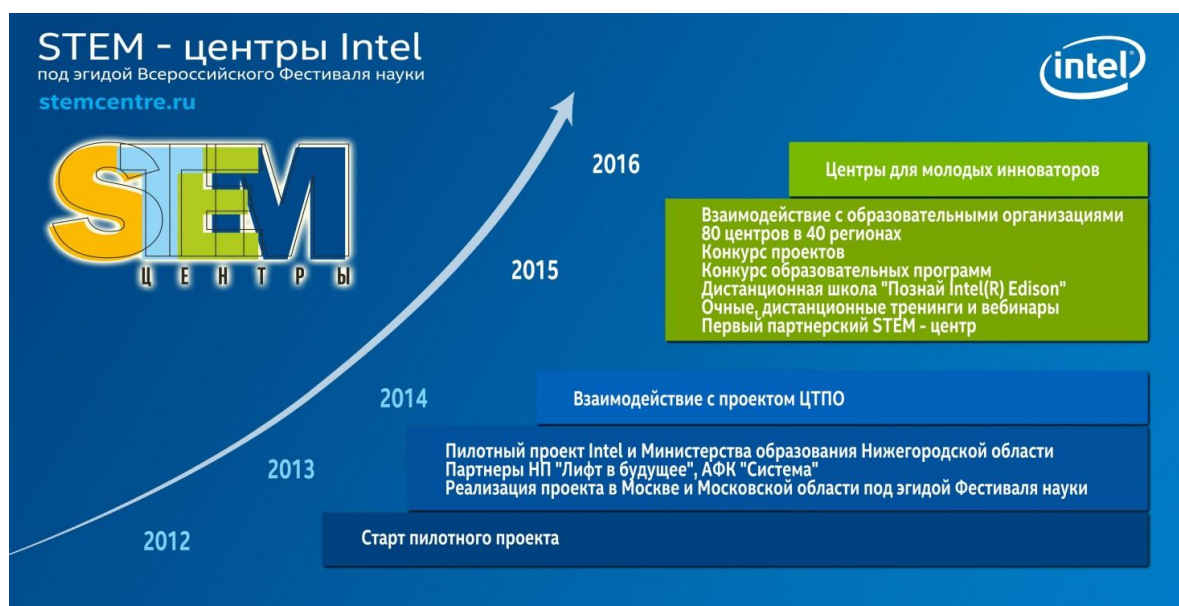 STEM - центры Intel
под эгидой Всероссийского Фестиваля науки
stemcentre.ru
intel
STEM
ЦЕНТРЫ
2016
Центры для молодых инноваторов
2015
Взаимодействие с образовательными организациями
80 центров в 40 регионах
Конкурс проектов
Конкурс образовательных программ
Дистанционная школа "Познай Intel(R) Edison"
Очные, дистанционные тренинги и вебинары
Первый партнерский STEM - центр
2014
Взаимодействие с проектом ЦТПО
2013
Пилотный проект Intel и Министерства образования Нижегородской области
Партнеры НП "Лифт в будущее", АФК "Система"
Реализация проекта в Москве и Московской области под эгидой Фестиваля науки
2012
Старт пилотного проекта